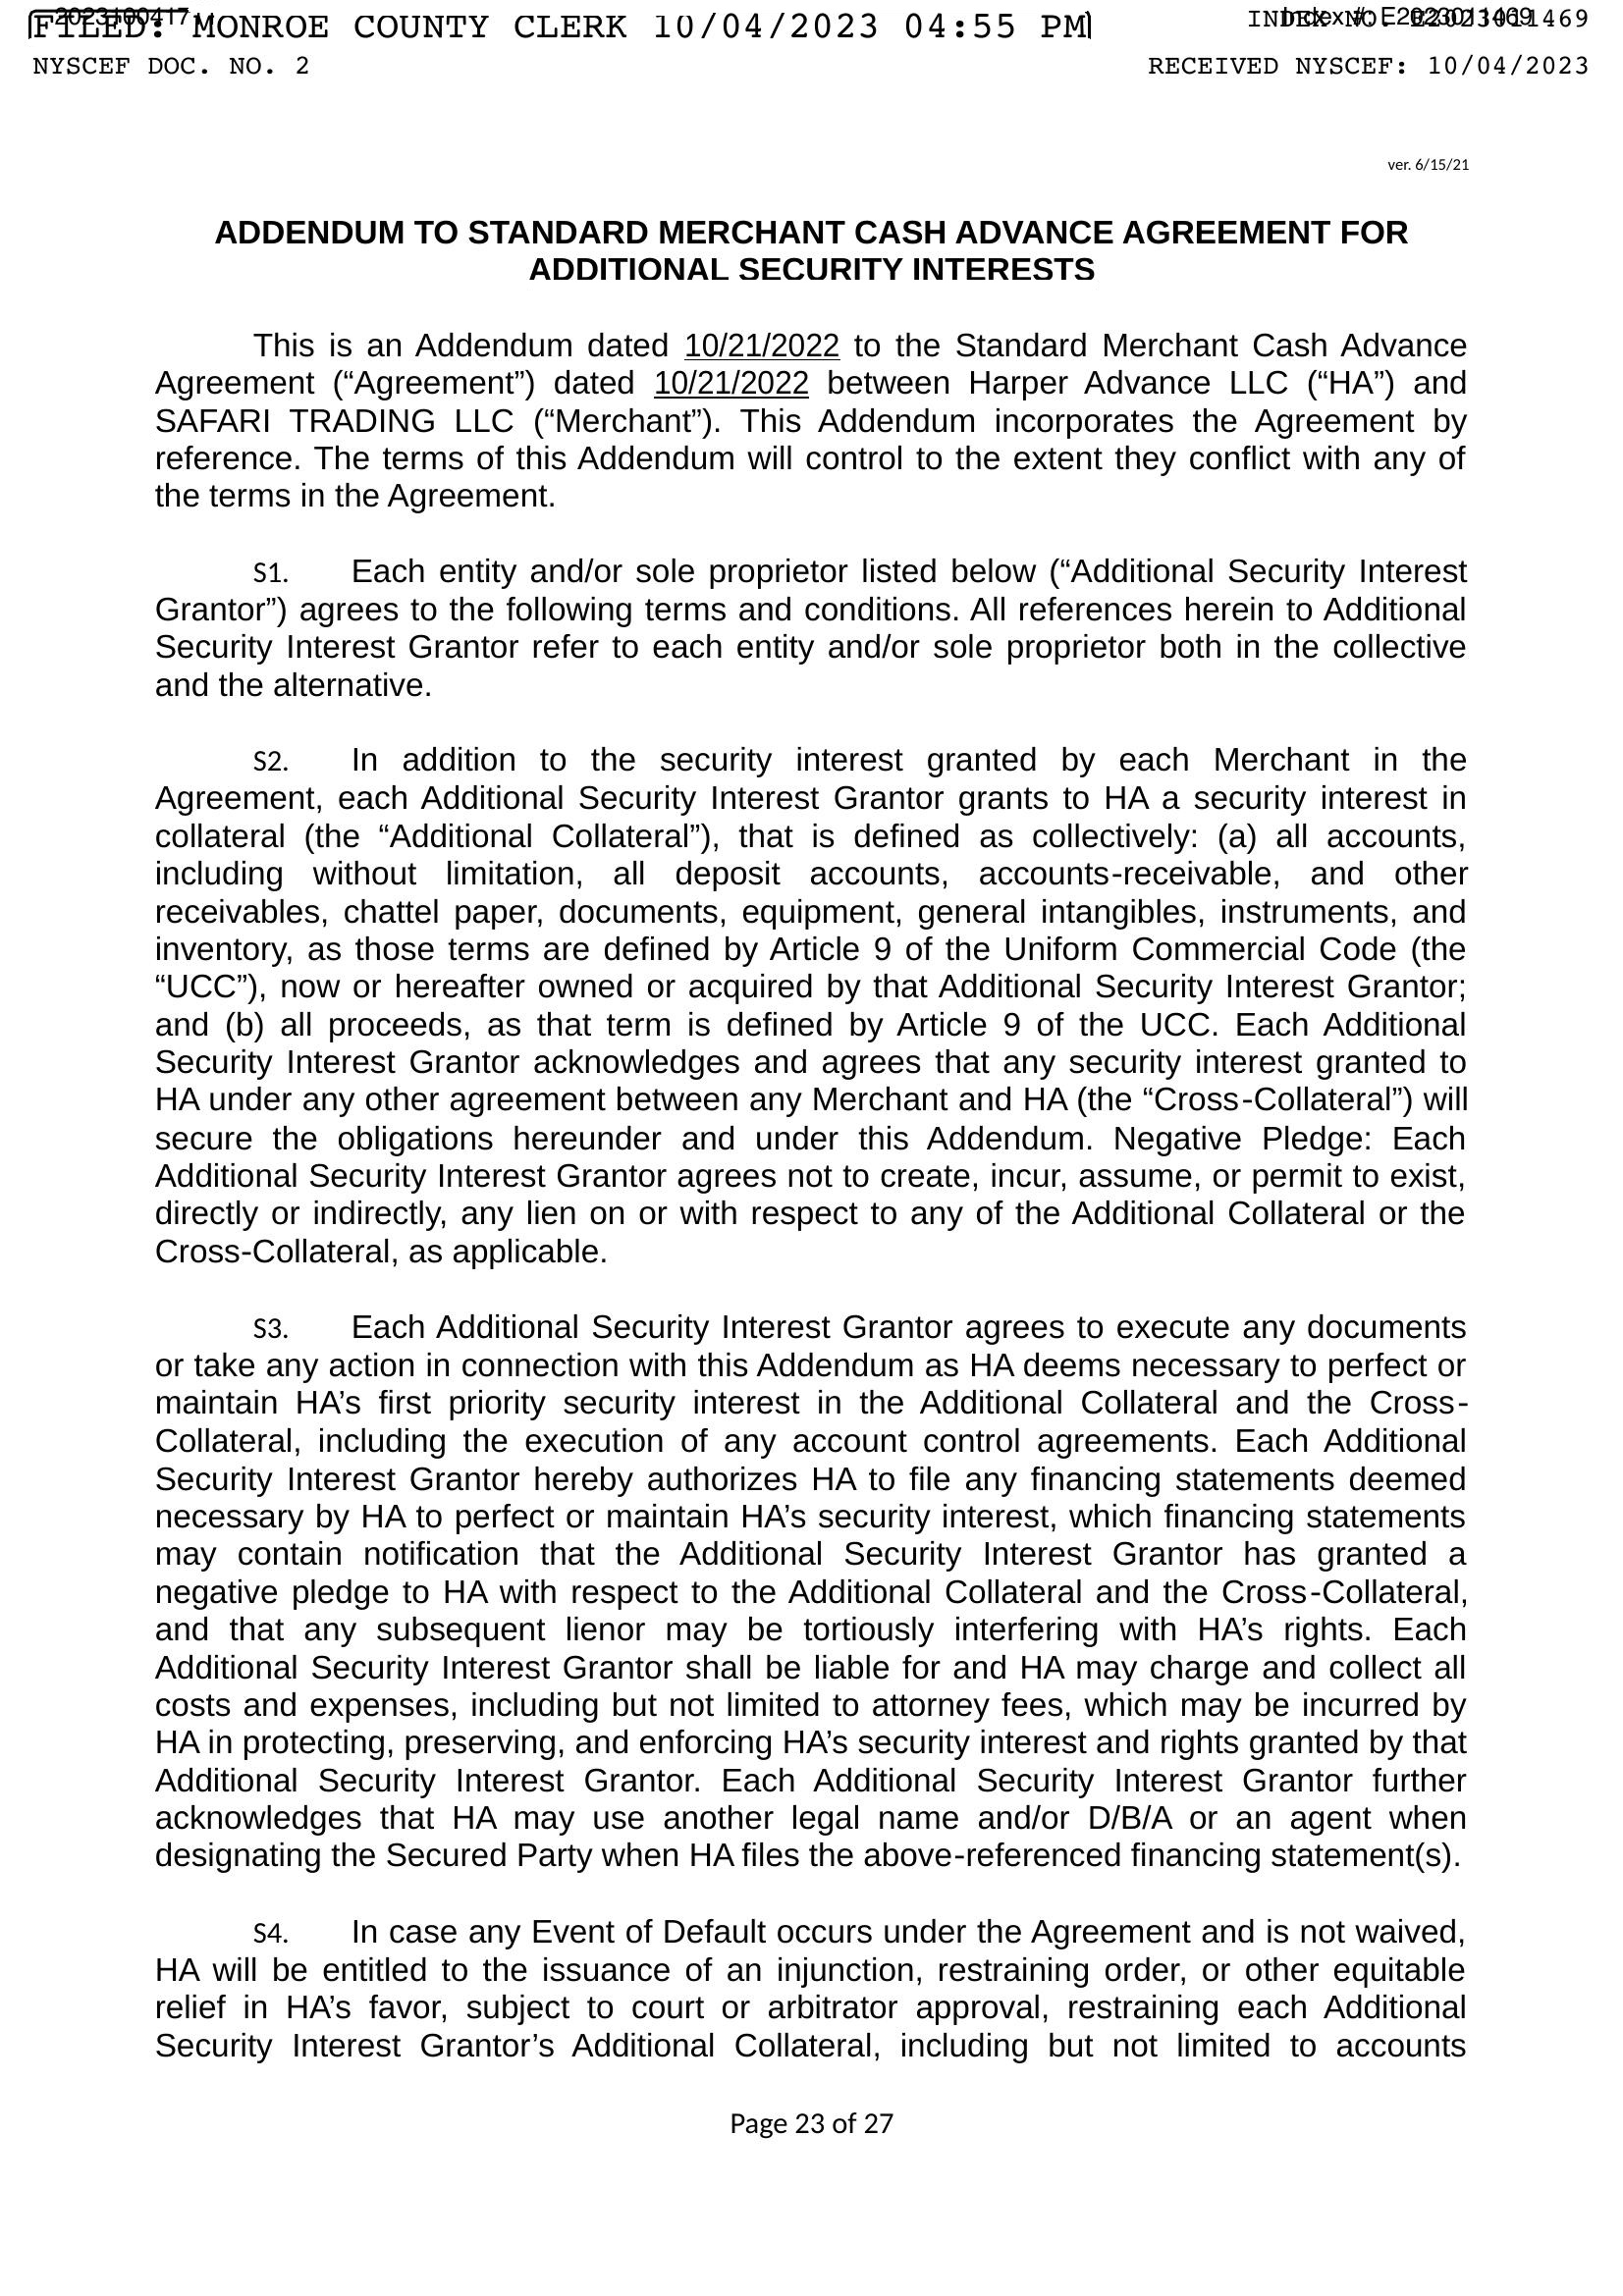 FILED: MONROE COUNTY CLERK 10/04/2023 04:55 PM
INDEX NO. E2023011469
NYSCEF DOC. NO. 2
RECEIVED NYSCEF: 10/04/2023
ver. 6/15/21
ADDENDUM TO STANDARD MERCHANT CASH ADVANCE AGREEMENT FOR
ADDITIONAL SECURITY INTERESTS
This is an Addendum dated 10/21/2022 to the Standard Merchant Cash Advance
Agreement (“Agreement”) dated 10/21/2022 between Harper Advance LLC (“HA”) and
SAFARI TRADING LLC (“Merchant”). This Addendum incorporates the Agreement by
reference. The terms of this Addendum will control to the extent they conflict with any of
the terms in the Agreement.
S1. Each entity and/or sole proprietor listed below (“Additional Security Interest
Grantor”) agrees to the following terms and conditions. All references herein to Additional
Security Interest Grantor refer to each entity and/or sole proprietor both in the collective
and the alternative.
S2. In addition to the security interest granted by each Merchant in the
Agreement, each Additional Security Interest Grantor grants to HA a security interest in
collateral (the “Additional Collateral”), that is defined as collectively: (a) all accounts,
including without limitation, all deposit accounts, accounts-receivable, and other
receivables, chattel paper, documents, equipment, general intangibles, instruments, and
inventory, as those terms are defined by Article 9 of the Uniform Commercial Code (the
“UCC”), now or hereafter owned or acquired by that Additional Security Interest Grantor;
and (b) all proceeds, as that term is defined by Article 9 of the UCC. Each Additional
Security Interest Grantor acknowledges and agrees that any security interest granted to
HA under any other agreement between any Merchant and HA (the “Cross-Collateral”) will
secure the obligations hereunder and under this Addendum. Negative Pledge: Each
Additional Security Interest Grantor agrees not to create, incur, assume, or permit to exist,
directly or indirectly, any lien on or with respect to any of the Additional Collateral or the
Cross-Collateral, as applicable.
S3. Each Additional Security Interest Grantor agrees to execute any documents
or take any action in connection with this Addendum as HA deems necessary to perfect or
maintain HA’s first priority security interest in the Additional Collateral and the Cross-
Collateral, including the execution of any account control agreements. Each Additional
Security Interest Grantor hereby authorizes HA to file any financing statements deemed
necessary by HA to perfect or maintain HA’s security interest, which financing statements
may contain notification that the Additional Security Interest Grantor has granted a
negative pledge to HA with respect to the Additional Collateral and the Cross-Collateral,
and that any subsequent lienor may be tortiously interfering with HA’s rights. Each
Additional Security Interest Grantor shall be liable for and HA may charge and collect all
costs and expenses, including but not limited to attorney fees, which may be incurred by
HA in protecting, preserving, and enforcing HA’s security interest and rights granted by that
Additional Security Interest Grantor. Each Additional Security Interest Grantor further
acknowledges that HA may use another legal name and/or D/B/A or an agent when
designating the Secured Party when HA files the above-referenced financing statement(s).
S4. In case any Event of Default occurs under the Agreement and is not waived,
HA will be entitled to the issuance of an injunction, restraining order, or other equitable
relief in HA’s favor, subject to court or arbitrator approval, restraining each Additional
Security Interest Grantor’s Additional Collateral, including but not limited to accounts
Page 23 of 27